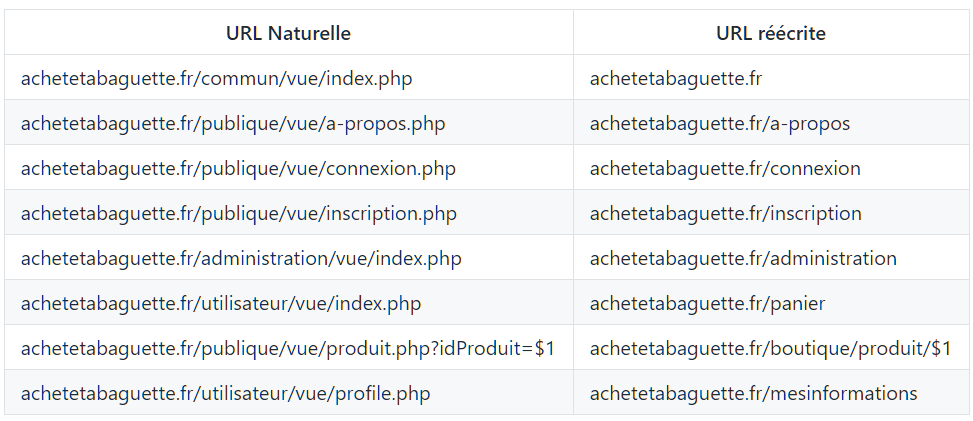 URL Naturelle URL réécrite
achetetabaguette.fr/commun/vue/index.php achetetabaguette.fr
achetetabaguette.fr/publique/vue/a-propos.php achetetabaguette.fr/a-propos
achetetabaguette.fr/publique/vue/connexion.php achetetabaguette.fr/connexion
achetetabaguette.fr/publique/vue/inscription.php achetetabaguette.fr/inscription
achetetabaguette.fr/administration/vue/index.php achetetabaguette.fr/administration
achetetabaguette.fr/utilisateur/vue/index.php achetetabaguette.fr/panier
achetetabaguette.fr/publique/vue/produit.php?idProduit=$1 achetetabaguette.fr/boutique/produit/$1
achetetabaguette.fr/utilisateur/vue/profile.php achetetabaguette.fr/mesinformations